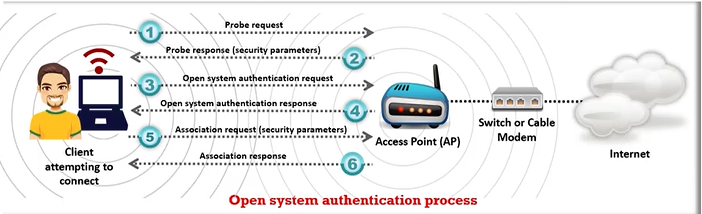 1
Probe request
Probe response (security parameters)
2
3
Open system authentication request
Open system authentication response
4
5
Association request (security parameters)
Association response
6
Client
attempting to
connect
Access Point (AP)
Switch or Cable
Modem
Internet
Open system authentication process